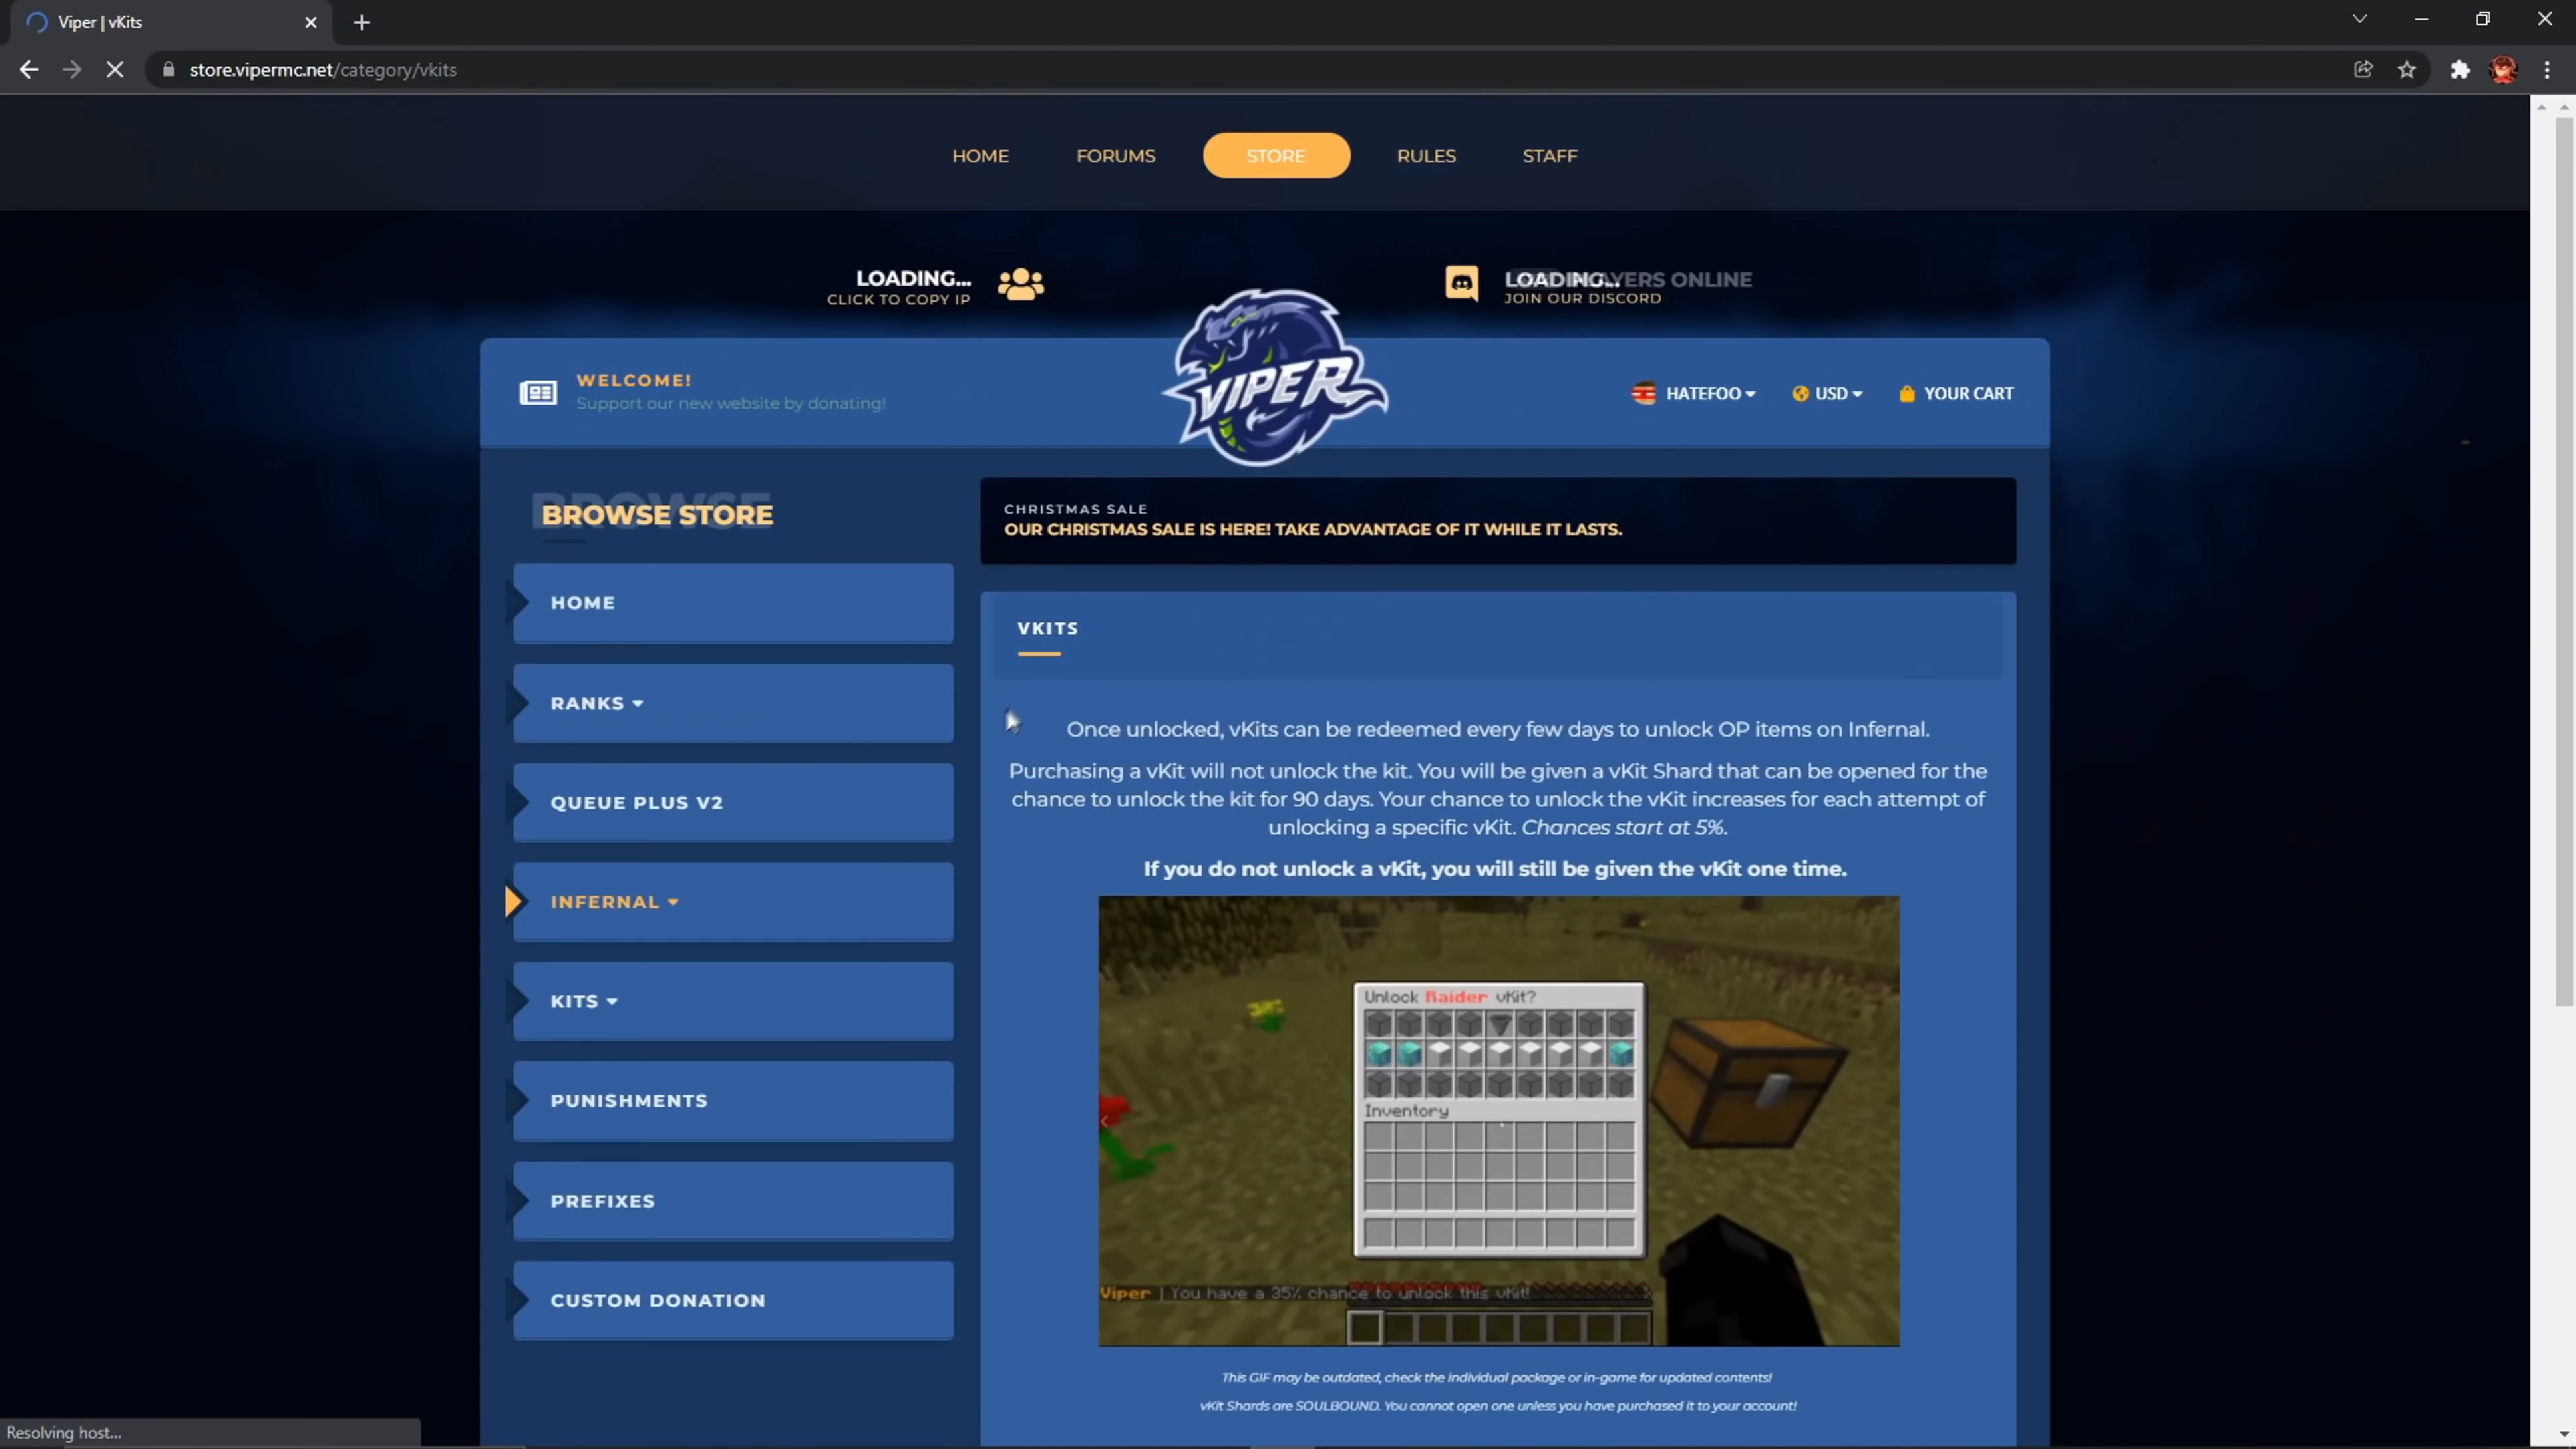 Viper | vKits
store.vipermc.net/category/vkits
HOME
FORUMS
STORE
RULES
STAFF
LOADING...
CLICK TO COPY IP
LOADING...
YERS ONLINE
JOIN OUR DISCORD
WELCOME!
Support our new website by donating!
VIPER
HATEFOO
USD
YOUR CART
BROWSE
BROWSE STORE
HOME
RANKS
QUEUE PLUS V2
INFERNAL
KITS
PUNISHMENTS
PREFIXES
CUSTOM DONATION
CHRISTMAS SALE
OUR CHRISTMAS SALE IS HERE! TAKE ADVANTAGE OF IT WHILE IT LASTS.
VKITS
Once unlocked, vKits can be redeemed every few days to unlock OP items on Infernal.
Purchasing a vKit will not unlock the kit. You will be given a vKit Shard that can be opened for the
chance to unlock the kit for 90 days. Your chance to unlock the vKit increases for each attempt of
unlocking a specific vKit. Chances start at 5%.
If you do not unlock a vKit, you will still be given the vKit one time.
Unlock Raider vKit?
Inventory
Viper | You have a 35% chance to unlock this vKit!
This GIF may be outdated, check the individual package or in-game for updated contents!
vKit Shards are SOULBOUND. You cannot open one unless you have purchased it to your account!
Resolving host...